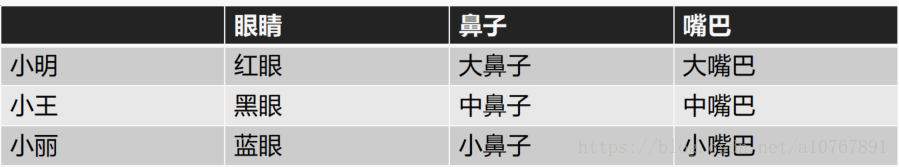 眼睛 鼻子 嘴巴
小明 红眼 大鼻子 大嘴巴
小王 黑眼 中鼻子 中嘴巴
小丽 蓝眼 小鼻子 小嘴巴